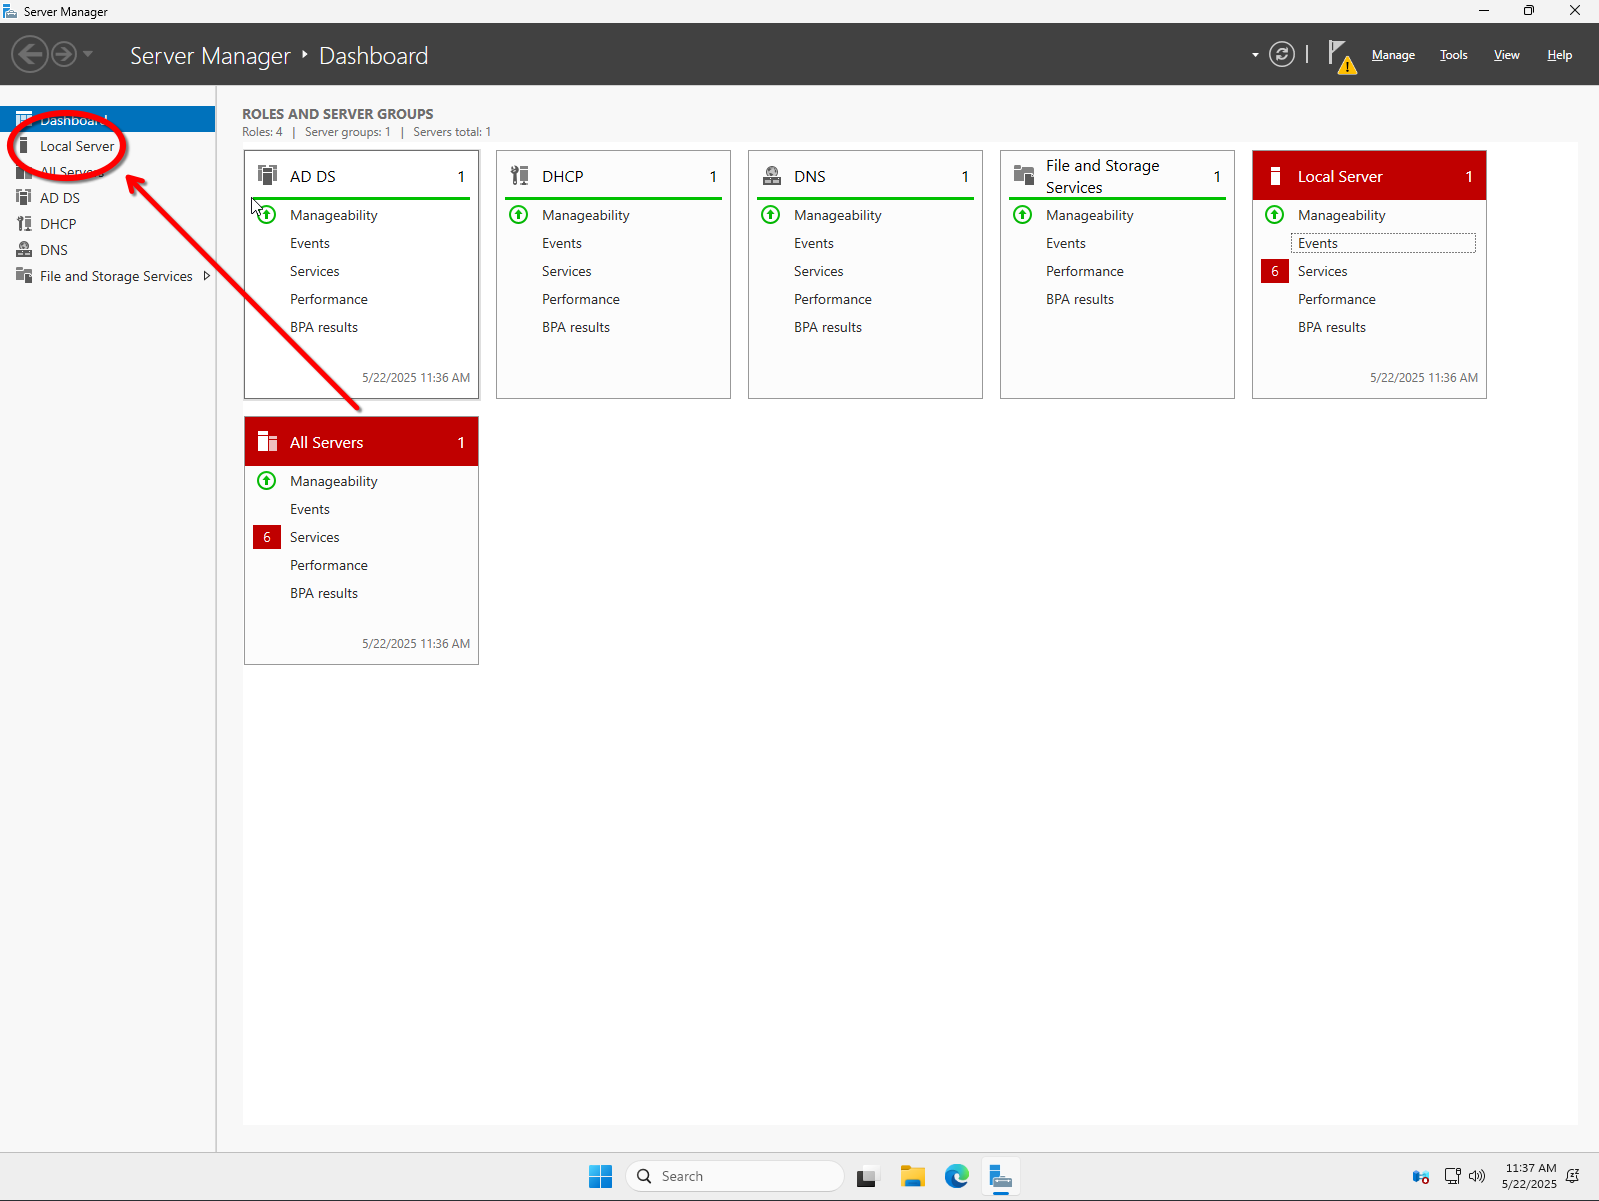 Server Manager
Server Manager ‣ Dashboard
Manage Tools View Help
Dashboard
Local Server
All Servers
AD DS
DHCP
DNS
File and Storage Services
ROLES AND SERVER GROUPS
Roles: 4 | Server groups: 1 | Servers total: 1
AD DS 1
Manageability
Events
Services
Performance
BPA results
5/22/2025 11:36 AM
DHCP 1
Manageability
Events
Services
Performance
BPA results
DNS 1
Manageability
Events
Services
Performance
BPA results
File and Storage
Services 1
Manageability
Events
Performance
BPA results
Local Server 1
Manageability
Events
6 Services
Performance
BPA results
5/22/2025 11:36 AM
All Servers 1
Manageability
Events
6 Services
Performance
BPA results
5/22/2025 11:36 AM
Search
11:37 AM
5/22/2025